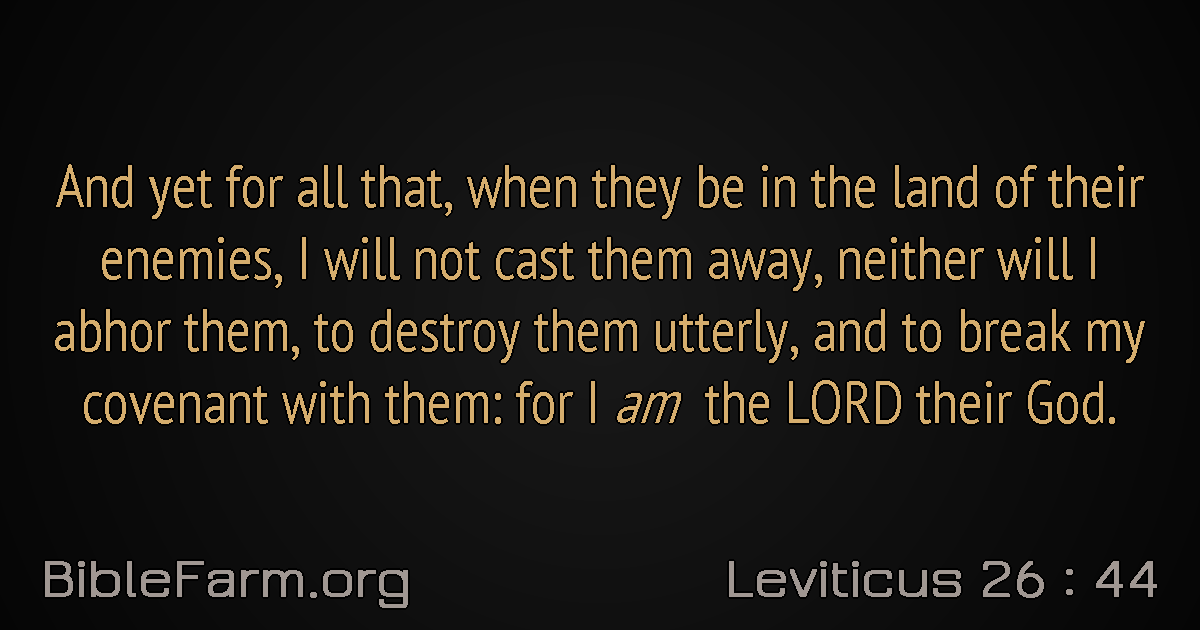 And yet for all that, when they be in the land of their
enemies, I will not cast them away, neither will I
abhor them, to destroy them utterly, and to break my
covenant with them: for I am the LORD their God.
BibleFarm.org
Leviticus 26 : 44